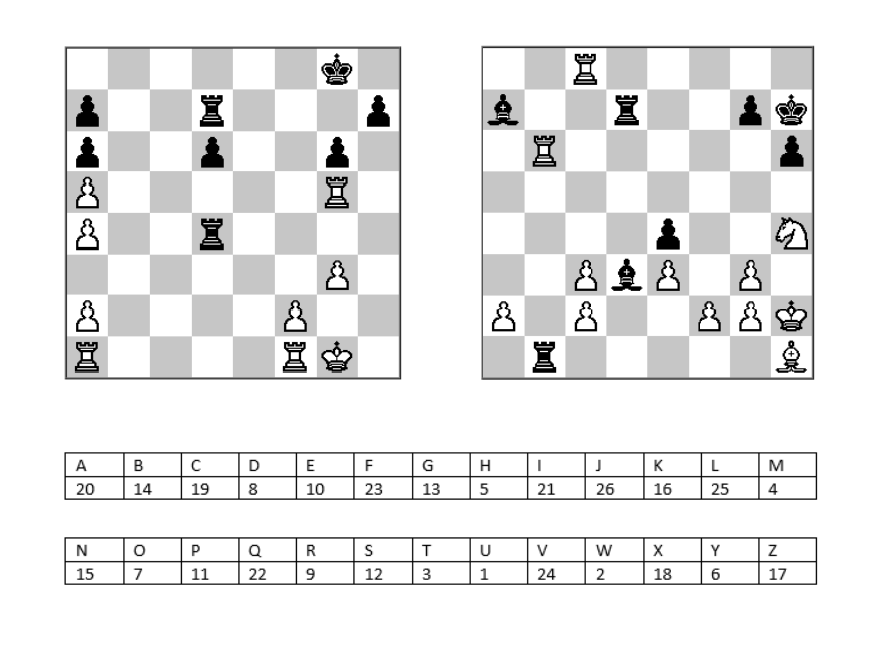 A B C D E F G H I J K L M
20 14 19 8 10 23 13 5 21 26 16 25 4
N O P Q R S T U V W X Y Z
15 7 11 22 9 12 3 1 24 2 18 6 17